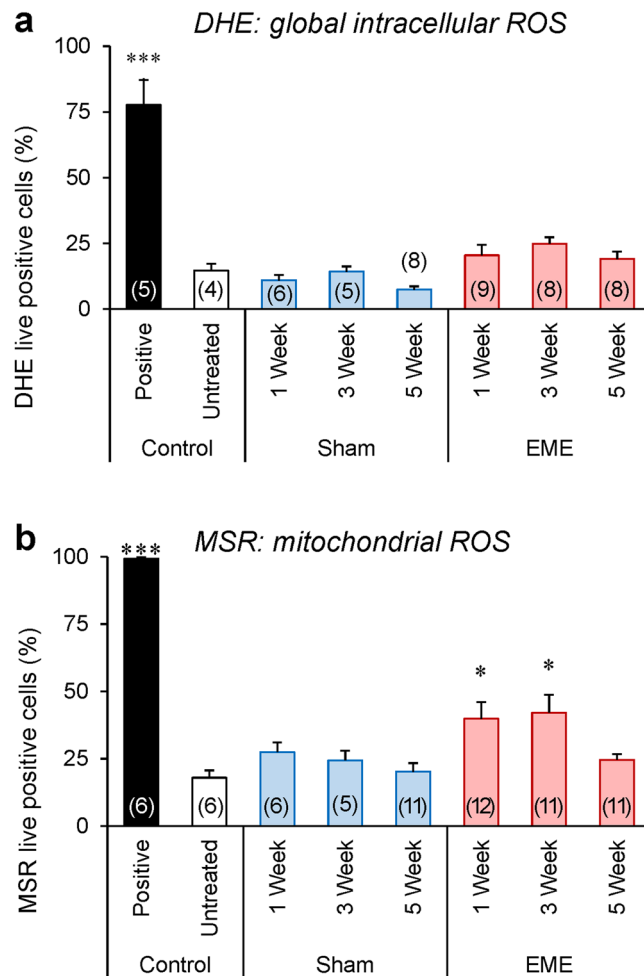 a
DHE: global intracellular ROS
DHE live positive cells (%)
100
75
50
25
0
***
(5)
(4)
(6)
(5)
(8)
(9)
(8)
(8)
Positive
Untreated
1 Week
3 Week
5 Week
1 Week
3 Week
5 Week
Control
Sham
EME
b
MSR: mitochondrial ROS
MSR live positive cells (%)
100
75
50
25
0
***
*
*
(6)
(6)
(6)
(5)
(11)
(12)
(11)
(11)
Positive
Untreated
1 Week
3 Week
5 Week
1 Week
3 Week
5 Week
Control
Sham
EME